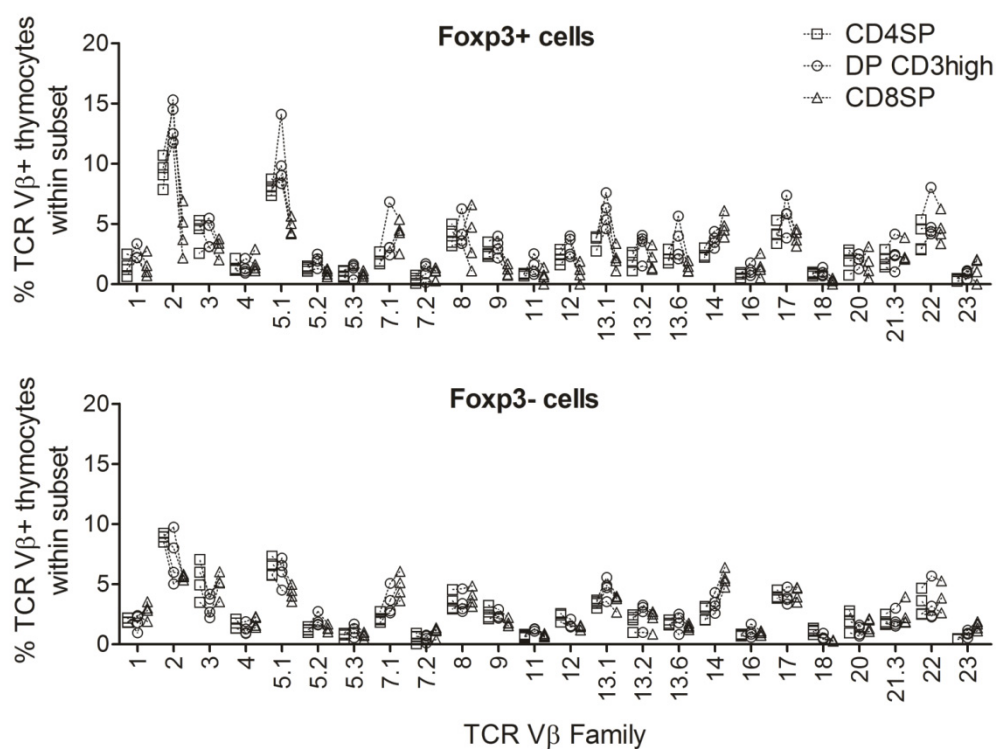 Foxp3+ cells
CD4SP
DP CD3high
CD8SP
% TCR Vβ+ thymocytes
within subset
20
15
10
5
0
1 2 3 4 5.1 5.2 5.3 7.1 7.2 8 9 11 12 13.1 13.2 13.6 14 16 17 18 20 21.3 22 23
Foxp3- cells
% TCR Vβ+ thymocytes
within subset
20
15
10
5
0
1 2 3 4 5.1 5.2 5.3 7.1 7.2 8 9 11 12 13.1 13.2 13.6 14 16 17 18 20 21.3 22 23
TCR Vβ Family